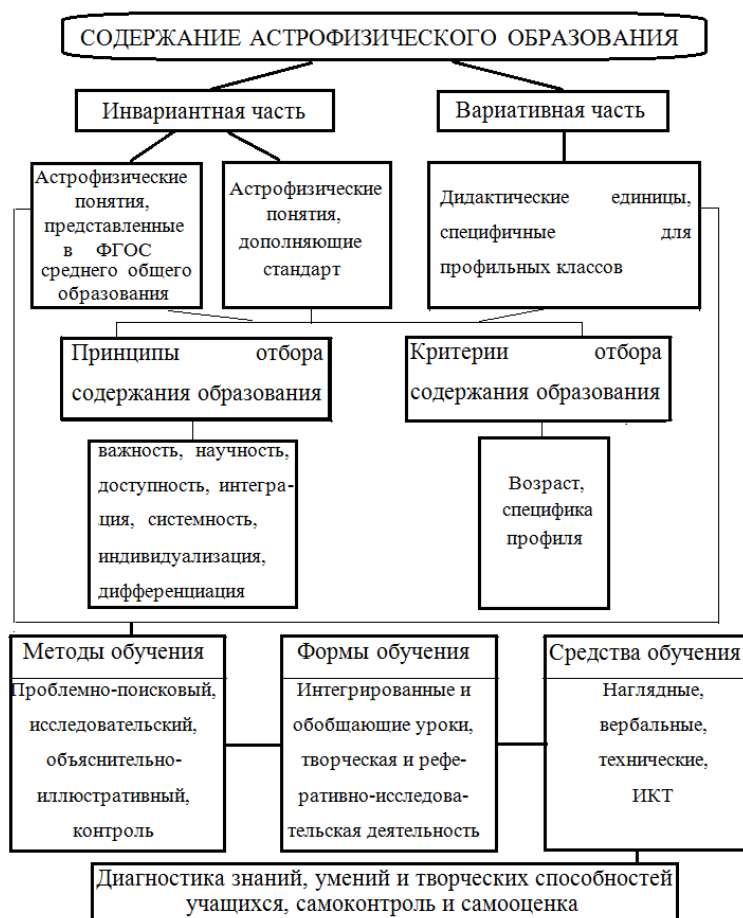 СОДЕРЖАНИЕ АСТРОФИЗИЧЕСКОГО ОБРАЗОВАНИЯ
Инвариантная часть
Вариативная часть
Астрофизические
понятия,
представленные
в ФГОС
среднего общего
образования
Астрофизические
понятия,
дополняющие
стандарт
Дидактические единицы,
специфичные для
профильных классов
Принципы отбора
содержания образования
Критерии отбора
содержания образования
важность, научность,
доступность, интегра-
ция, системность,
индивидуализация,
дифференциация
Возраст,
специфика
профиля
Методы обучения
Проблемно-поисковый,
исследовательский,
объяснительно-
иллюстративный,
контроль
Формы обучения
Интегрированные и
обобщающие уроки,
творческая и рефе-
ративно-исследова-
тельская деятельность
Средства обучения
Наглядные,
вербальные,
технические,
ИКТ
Диагностика знаний, умений и творческих способностей
учащихся, самоконтроль и самооценка